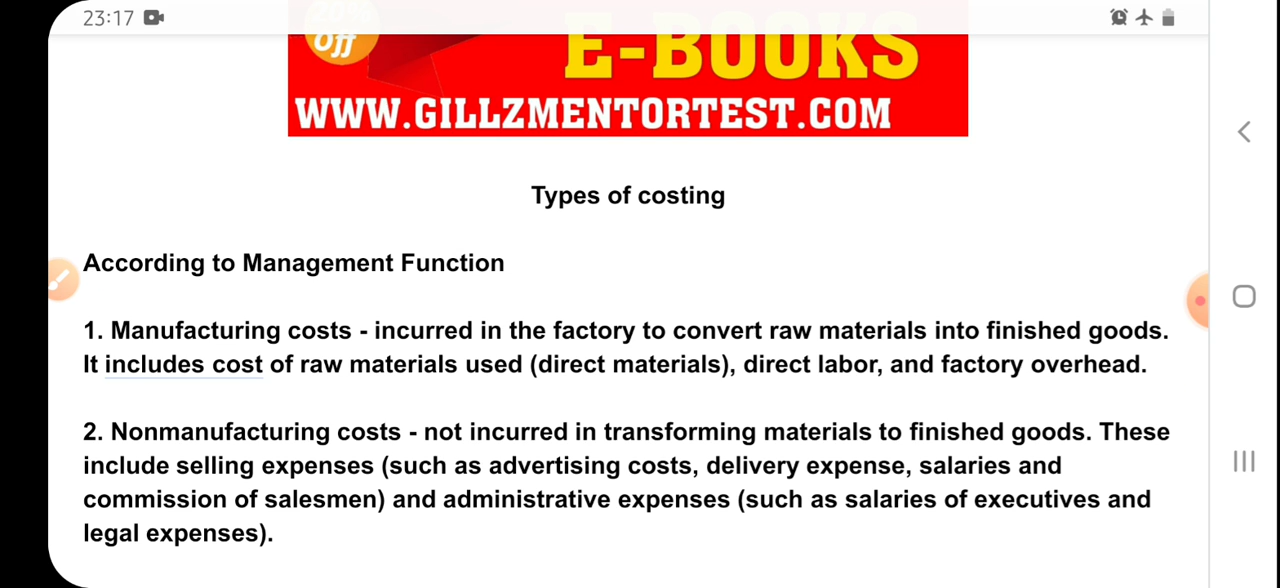 23:17
off
E-BOOKS
WWW.GILLZMENTORTEST.COM
Types of costing
According to Management Function
1. Manufacturing costs - incurred in the factory to convert raw materials into finished goods.
It includes cost of raw materials used (direct materials), direct labor, and factory overhead.
2. Nonmanufacturing costs - not incurred in transforming materials to finished goods. These
include selling expenses (such as advertising costs, delivery expense, salaries and
commission of salesmen) and administrative expenses (such as salaries of executives and
legal expenses).